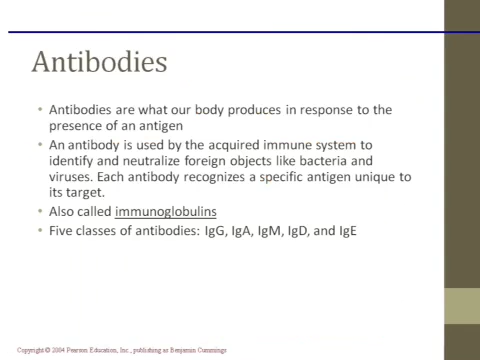 Antibodies
• Antibodies are what our body produces in response to the
presence of an antigen
• An antibody is used by the acquired immune system to
identify and neutralize foreign objects like bacteria and
viruses. Each antibody recognizes a specific antigen unique to
its target.
• Also called immunoglobulins
• Five classes of antibodies: IgG, IgA, IgM, IgD, and IgE
Copyright © 2004 Pearson Education, Inc., publishing as Benjamin Cummings